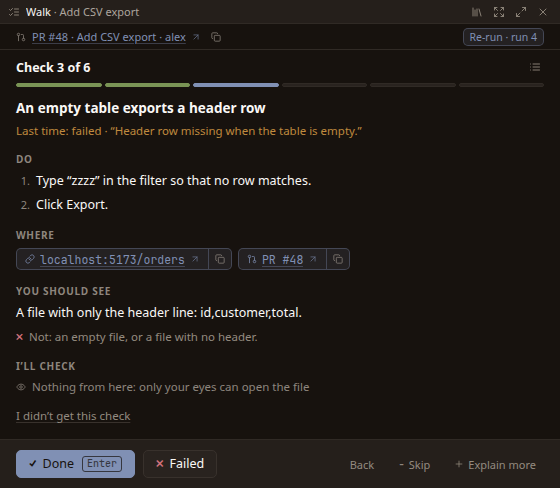 Walk · Add CSV export
PR #48 · Add CSV export · alex
Re-run · run 4
Check 3 of 6
An empty table exports a header row
Last time: failed · “Header row missing when the table is empty.”
DO
1. Type “zzzz” in the filter so that no row matches.
2. Click Export.
WHERE
localhost:5173/orders
PR #48
YOU SHOULD SEE
A file with only the header line: id,customer,total.
Not: an empty file, or a file with no header.
I’LL CHECK
Nothing from here: only your eyes can open the file
I didn’t get this check
Done Enter
Failed
Back
Skip
Explain more